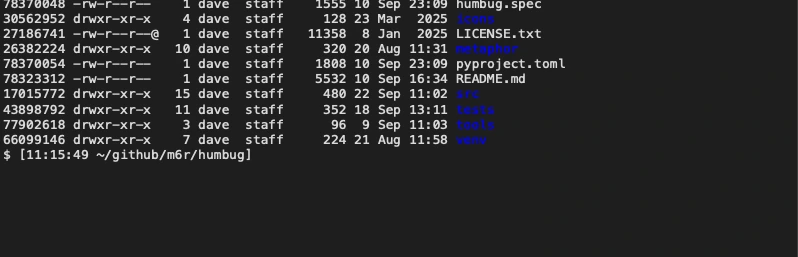 78370048 -rw-r--r-- 1 dave staff 1555 10 Sep 23:09 humbug.spec
30562952 drwxr-xr-x 4 dave staff 128 23 Mar 2025 icons
27186741 -rw-r--r--@ 1 dave staff 11358 8 Jan 2025 LICENSE.txt
26382224 drwxr-xr-x 10 dave staff 320 20 Aug 11:31 metaphor
78370054 -rw-r--r-- 1 dave staff 1808 10 Sep 23:09 pyproject.toml
78323312 -rw-r--r-- 1 dave staff 5532 10 Sep 16:34 README.md
17015772 drwxr-xr-x 15 dave staff 480 22 Sep 11:02 src
43898792 drwxr-xr-x 11 dave staff 352 18 Sep 13:11 tests
77902618 drwxr-xr-x 3 dave staff 96 9 Sep 11:03 tools
66099146 drwxr-xr-x 7 dave staff 224 21 Aug 11:58
$ [11:15:49 ~/github/m6r/humbug]